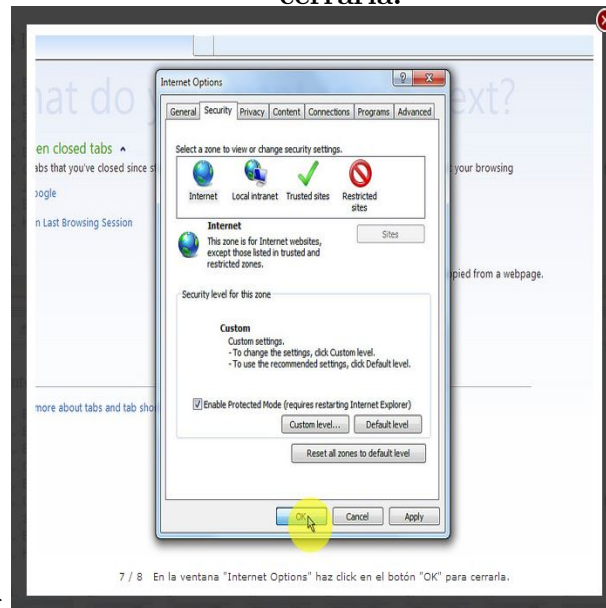 cerrarla.
Internet Options
General Security Privacy Content Connections Programs Advanced
Select a zone to view or change security settings.
Internet Local intranet Trusted sites Restricted sites
Internet
This zone is for Internet websites,
except those listed in trusted and
restricted zones.
Sites
Security level for this zone
Custom
Custom settings.
- To change the settings, click Custom level.
- To use the recommended settings, click Default level.
Enable Protected Mode (requires restarting Internet Explorer)
Custom level... Default level
Reset all zones to default level
OK Cancel Apply
hat do
ext?
en closed tabs
abs that you've closed since
your browsing
oogle
n Last Browsing Session
pied from a webpage.
more about tabs and tab
7 / 8 En la ventana "Internet Options" haz click en el botón "OK" para cerrarla.